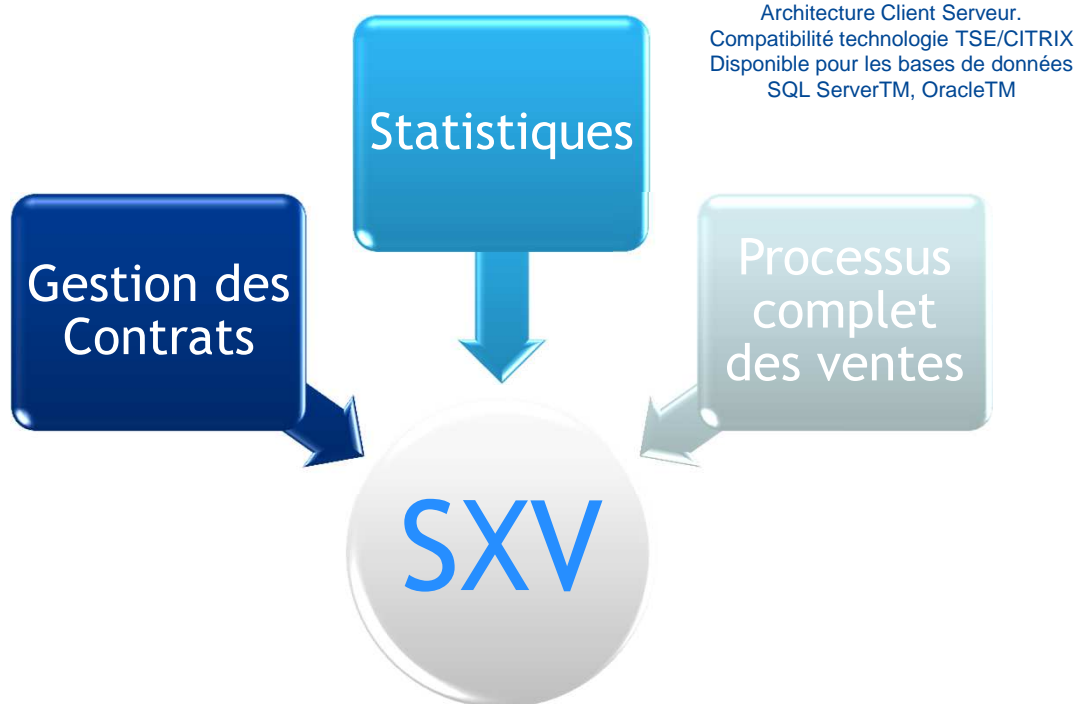 Architecture Client Serveur.
Compatibilité technologie TSE/CITRIX
Disponible pour les bases de données
SQL ServerTM, OracleTM
Statistiques
Gestion des
Contrats
Processus
complet
des ventes
SXV